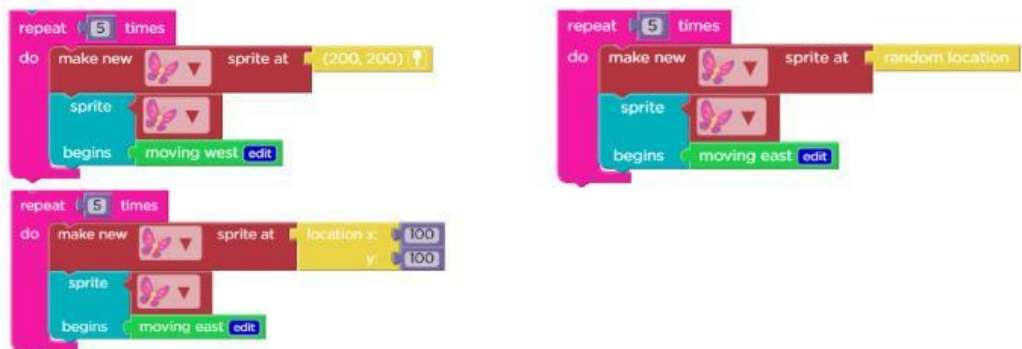 repeat 5 times
do make new sprite at (200, 200)
sprite
begins moving west edit
repeat 5 times
do make new sprite at location x: 100
y: 100
sprite
begins moving east edit
repeat 5 times
do make new sprite at random location
sprite
begins moving east edit